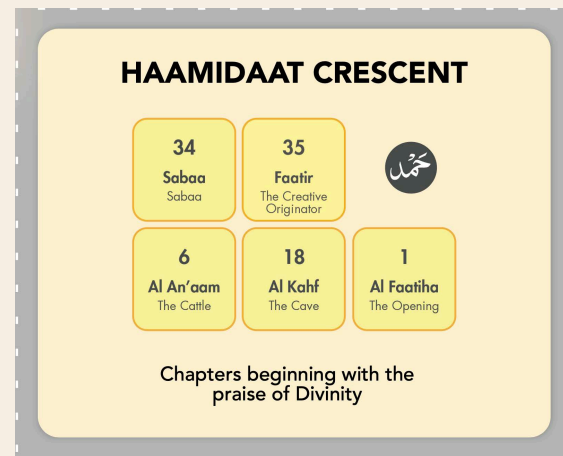 HAAMIDAAT CRESCENT
34
Sabaa
Sabaa
35
Faatir
The Creative
Originator
حَمْد
6
Al An’aam
The Cattle
18
Al Kahf
The Cave
1
Al Faatiha
The Opening
Chapters beginning with the
praise of Divinity